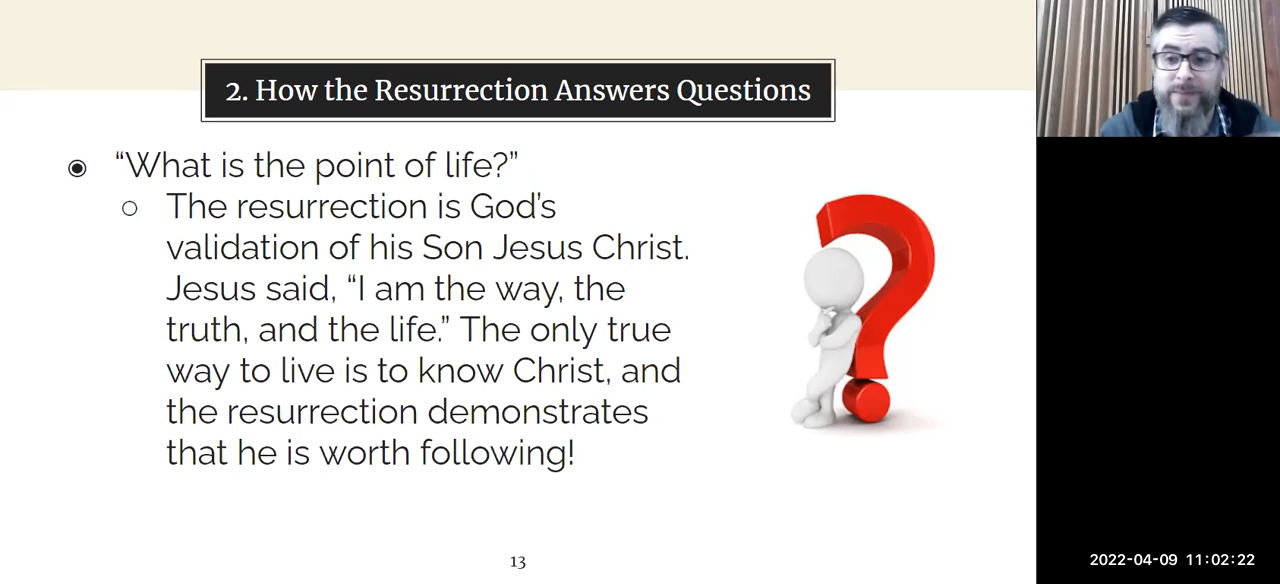 2. How the Resurrection Answers Questions
“What is the point of life?”
The resurrection is God’s
validation of his Son Jesus Christ.
Jesus said, “I am the way, the
truth, and the life.” The only true
way to live is to know Christ, and
the resurrection demonstrates
that he is worth following!
13
2022-04-09 11:02:22